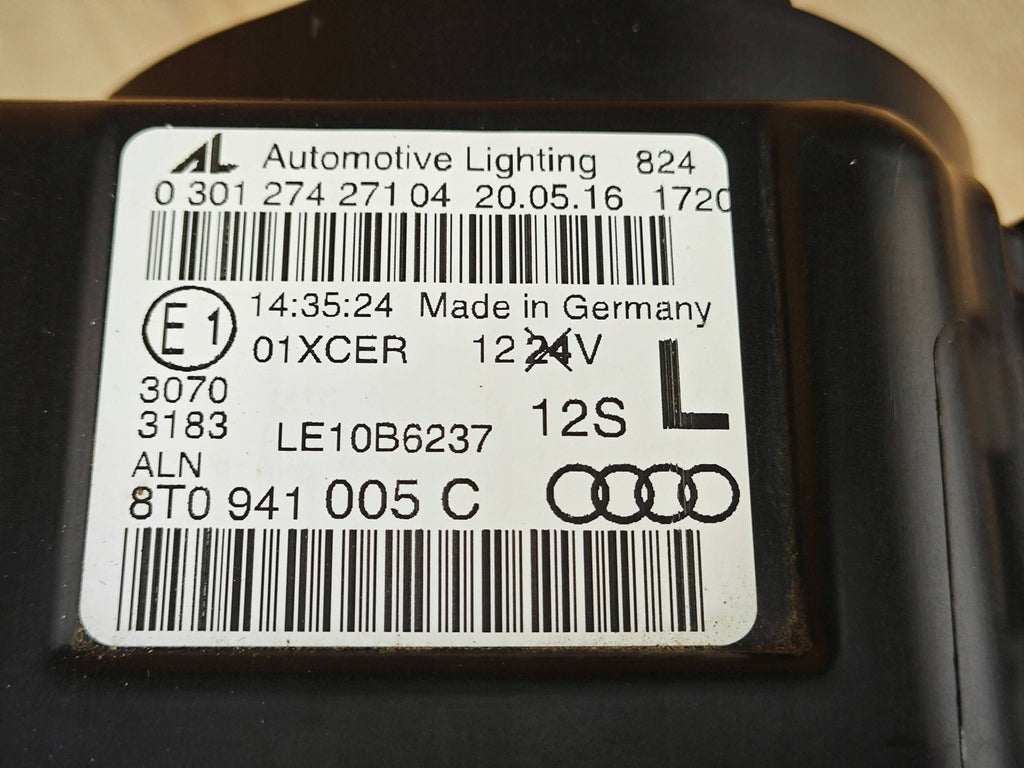 AL Automotive Lighting 824
0 301 274 271 04 20.05.16 1720
E1 14:35:24 Made in Germany
01XCER 12 24V
3070
3183 LE10B6237 12S L
ALN
8T0 941 005 C